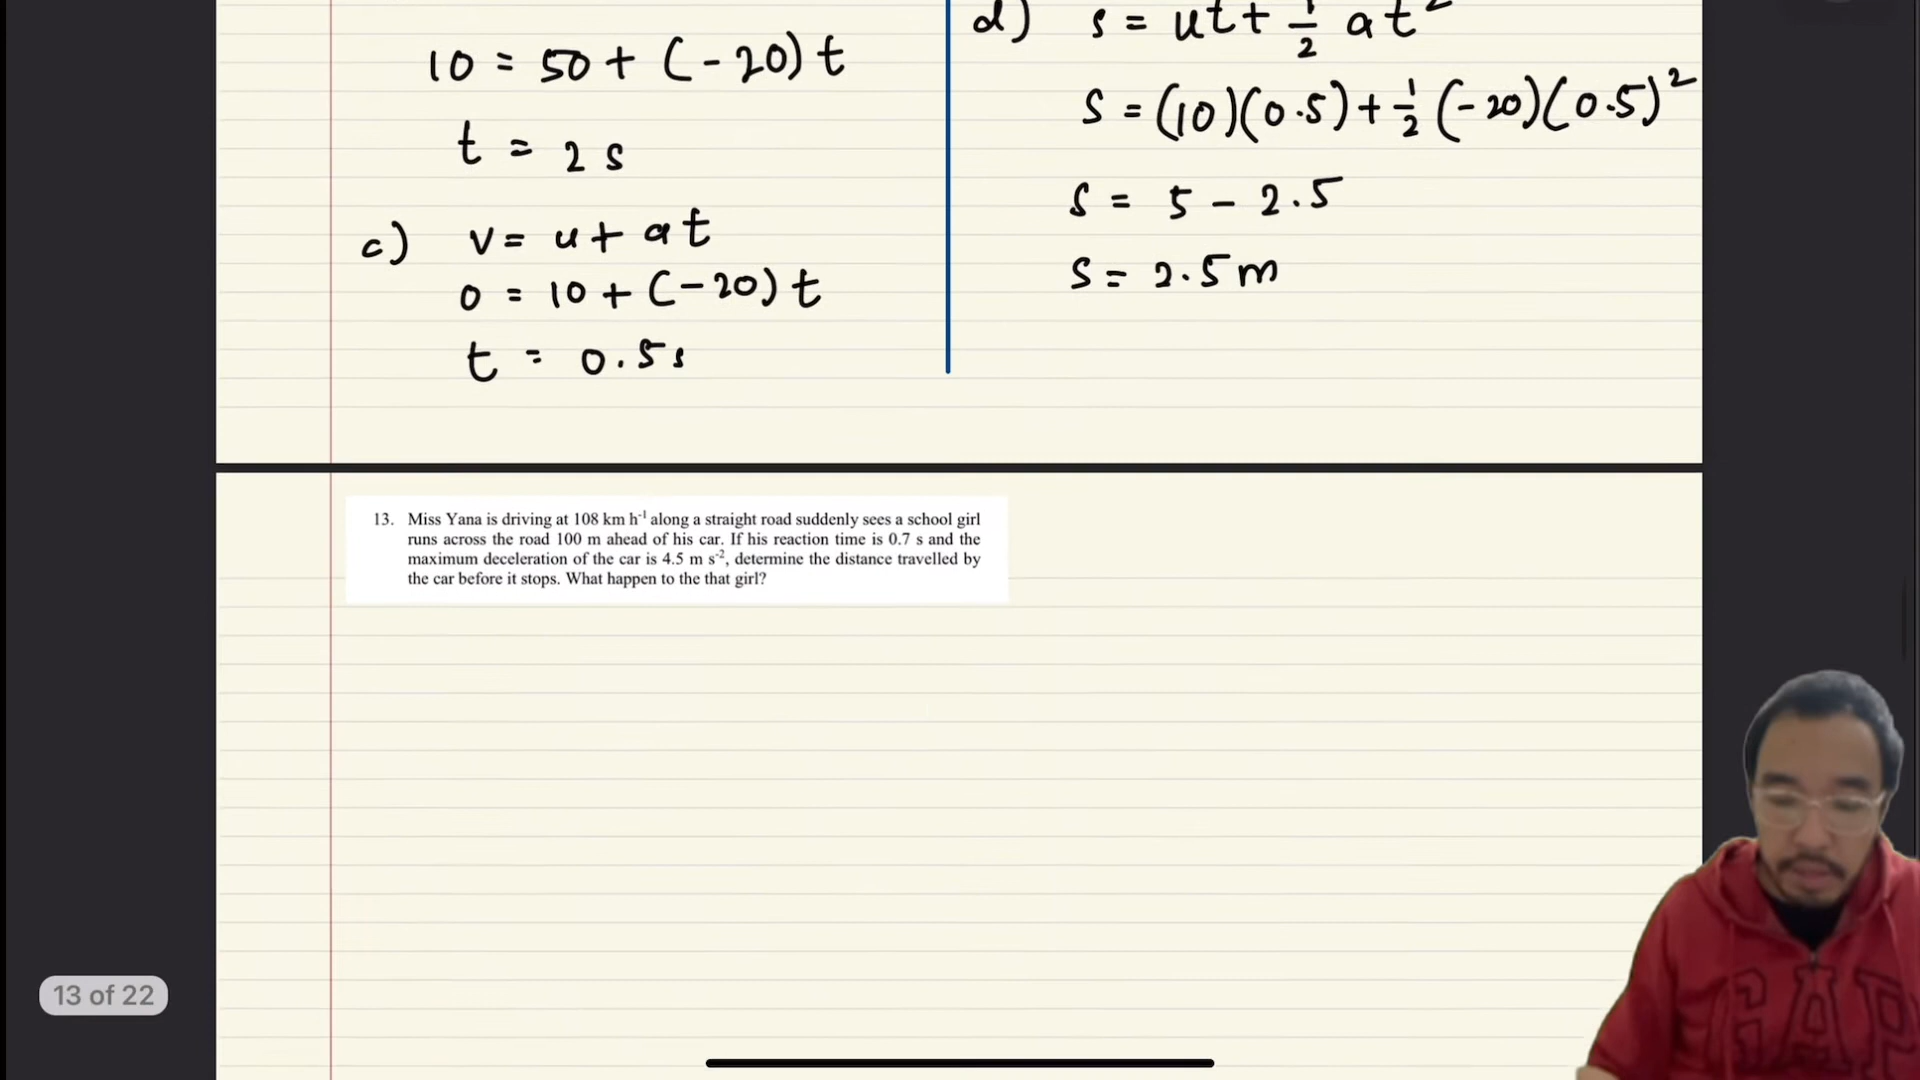 10 = 50 + (-20) t
t = 2 s
c) v = u + at
0 = 10 + (-20) t
t = 0.5 s
d) s = ut + 1/2 at²
S = (10)(0.5) + 1/2 (-20)(0.5)²
S = 5 - 2.5
S = 2.5 m
13. Miss Yana is driving at 108 km h⁻¹ along a straight road suddenly sees a school girl
runs across the road 100 m ahead of his car. If his reaction time is 0.7 s and the
maximum deceleration of the car is 4.5 m s⁻², determine the distance travelled by
the car before it stops. What happen to the that girl?
13 of 22
GAP